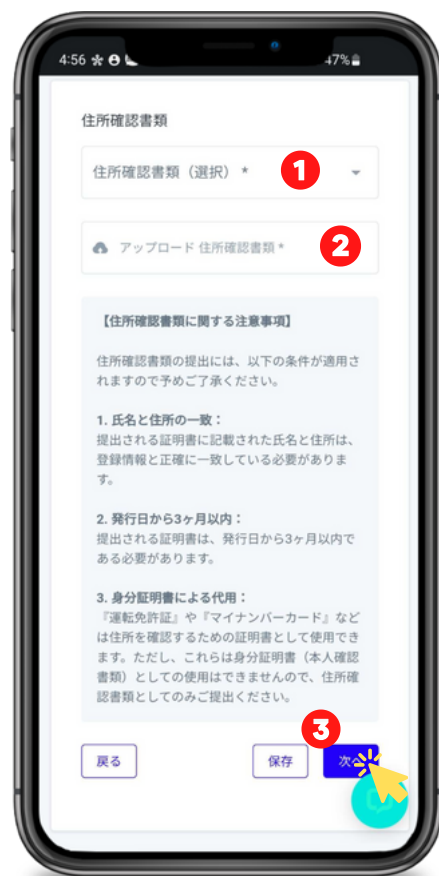 4:56
47%
住所確認書類
住所確認書類（選択） *
1
アップロード 住所確認書類 *
2
【住所確認書類に関する注意事項】
住所確認書類の提出には、以下の条件が適用さ
れますので予めご了承ください。
1. 氏名と住所の一致：
提出される証明書に記載された氏名と住所は、
登録情報と正確に一致している必要がありま
す。
2. 発行日から3ヶ月以内：
提出される証明書は、発行日から3ヶ月以内で
ある必要があります。
3. 身分証明書による代用：
『運転免許証』や『マイナンバーカード』など
は住所を確認するための証明書として使用でき
ます。ただし、これらは身分証明書（本人確認
書類）としての使用はできませんので、住所確
認書類としてのみご提出ください。
3
戻る
保存
次へ